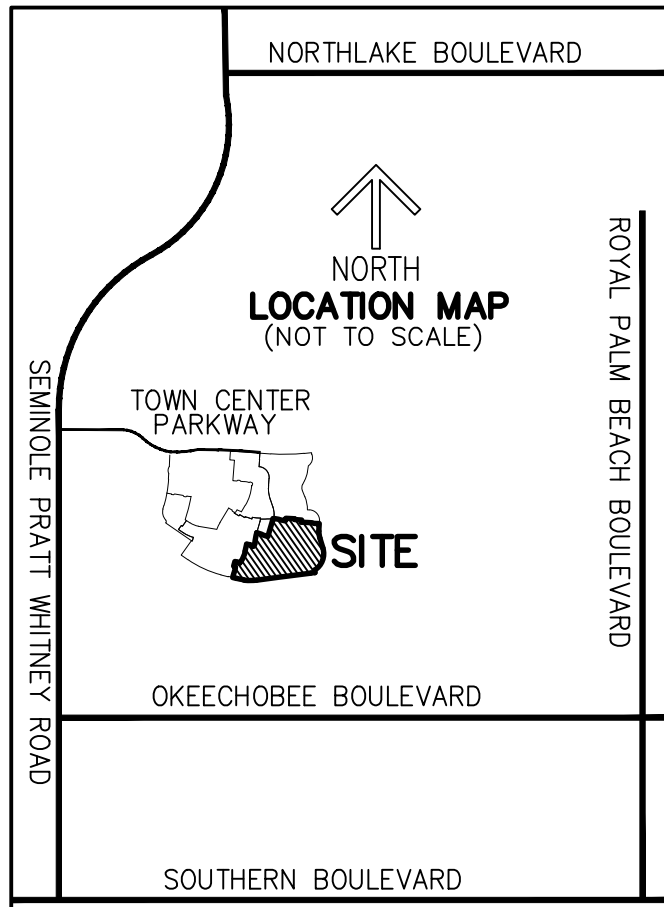 NORTHLAKE BOULEVARD
NORTH
LOCATION MAP
(NOT TO SCALE)
ROYAL PALM BEACH BOULEVARD
SEMINOLE PRATT WHITNEY ROAD
TOWN CENTER
PARKWAY
SITE
OKEECHOBEE BOULEVARD
SOUTHERN BOULEVARD